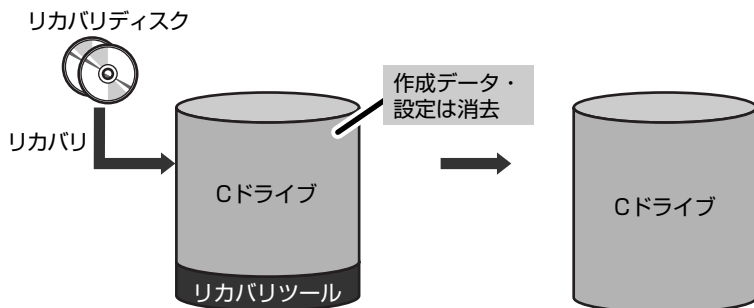 リカバリディスク
作成データ・
設定は消去
リカバリ
Cドライブ
Cドライブ
リカバリツール